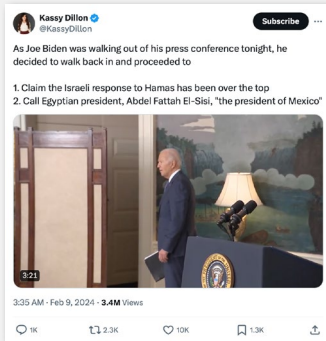 Kassy Dillon
@KassyDillon
Subscribe
As Joe Biden was walking out of his press conference tonight, he
decided to walk back in and proceeded to
1. Claim the Israeli response to Hamas has been over the top
2. Call Egyptian president, Abdel Fattah El-Sisi, "the president of Mexico"
3:21
3:35 AM · Feb 9, 2024 · 3.4M Views
1K 2.3K 10K 1.3K